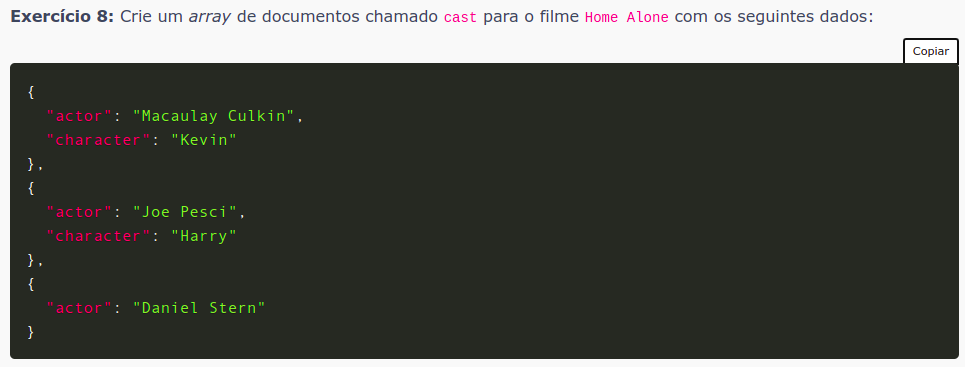 Exercício 8: Crie um array de documentos chamado cast para o filme Home Alone com os seguintes dados:
Copiar
{
  "actor": "Macaulay Culkin",
  "character": "Kevin"
},
{
  "actor": "Joe Pesci",
  "character": "Harry"
},
{
  "actor": "Daniel Stern"
}